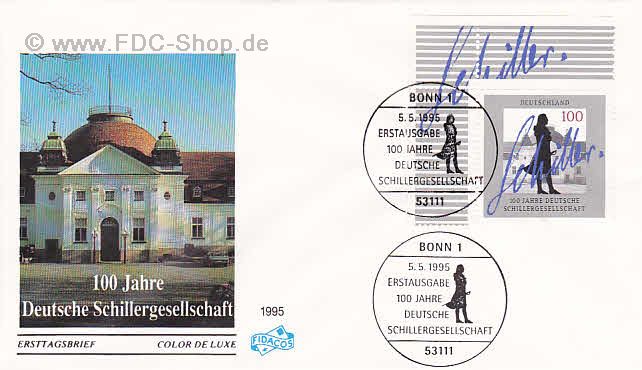 © www.FDC-Shop.de
Schiller.
BONN 1
5.5.1995
ERSTAUSGABE
100 JAHRE
DEUTSCHE
SCHILLERGESELLSCHAFT
53111
DEUTSCHLAND
100
Schiller.
100 JAHRE DEUTSCHE
SCHILLERGESELLSCHAFT
100 Jahre
Deutsche Schillergesellschaft
1995
ERSTTAGSBRIEF COLOR DE LUXE
FIDACOS
BONN 1
5.5.1995
ERSTAUSGABE
100 JAHRE
DEUTSCHE
SCHILLERGESELLSCHAFT
53111